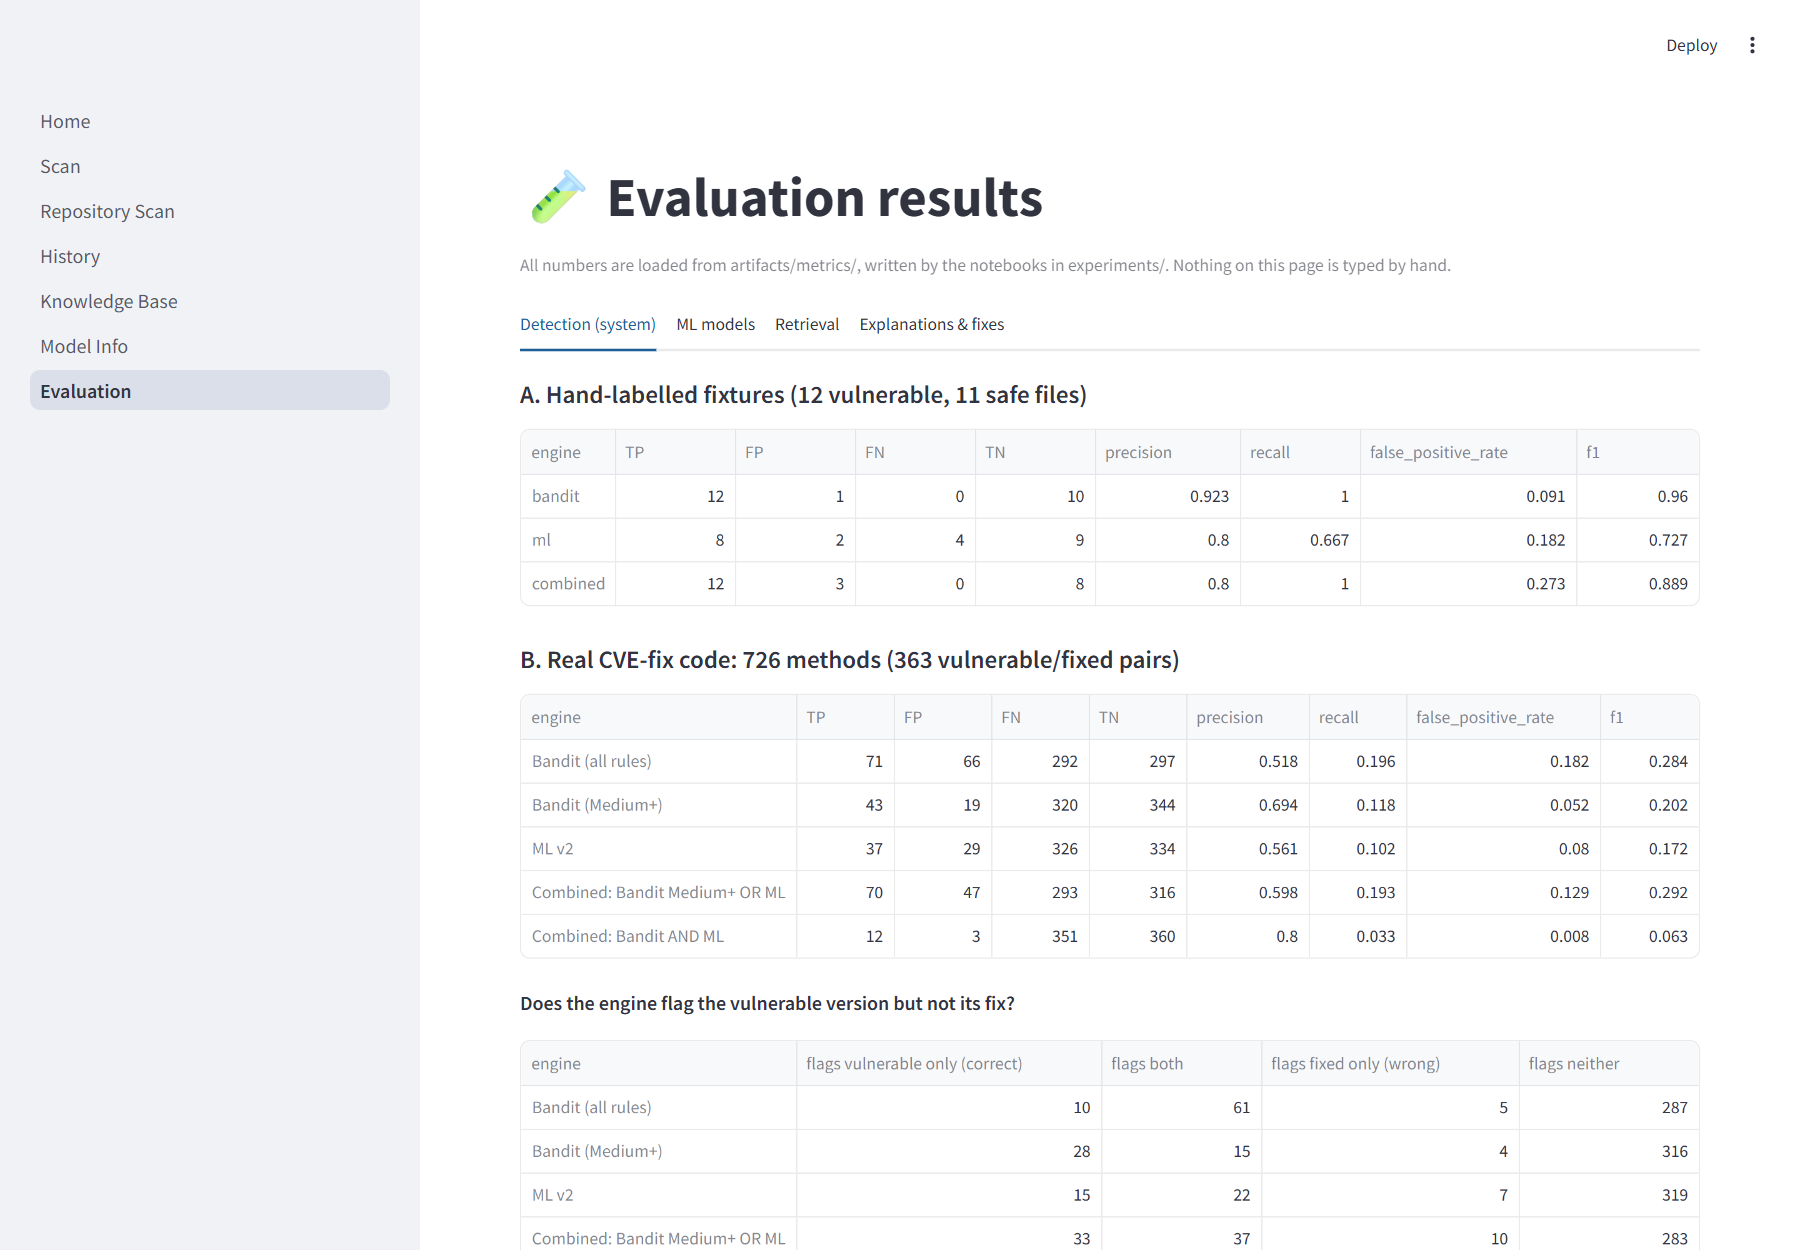 Deploy
Home
Scan
Repository Scan
History
Knowledge Base
Model Info
Evaluation
Evaluation results
All numbers are loaded from artifacts/metrics/, written by the notebooks in experiments/. Nothing on this page is typed by hand.
Detection (system) ML models Retrieval Explanations & fixes
A. Hand-labelled fixtures (12 vulnerable, 11 safe files)
engine TP FP FN TN precision recall false_positive_rate f1
bandit 12 1 0 10 0.923 1 0.091 0.96
ml 8 2 4 9 0.8 0.667 0.182 0.727
combined 12 3 0 8 0.8 1 0.273 0.889
B. Real CVE-fix code: 726 methods (363 vulnerable/fixed pairs)
engine TP FP FN TN precision recall false_positive_rate f1
Bandit (all rules) 71 66 292 297 0.518 0.196 0.182 0.284
Bandit (Medium+) 43 19 320 344 0.694 0.118 0.052 0.202
ML v2 37 29 326 334 0.561 0.102 0.08 0.172
Combined: Bandit Medium+ OR ML 70 47 293 316 0.598 0.193 0.129 0.292
Combined: Bandit AND ML 12 3 351 360 0.8 0.033 0.008 0.063
Does the engine flag the vulnerable version but not its fix?
engine flags vulnerable only (correct) flags both flags fixed only (wrong) flags neither
Bandit (all rules) 10 61 5 287
Bandit (Medium+) 28 15 4 316
ML v2 15 22 7 319
Combined: Bandit Medium+ OR ML 33 37 10 283